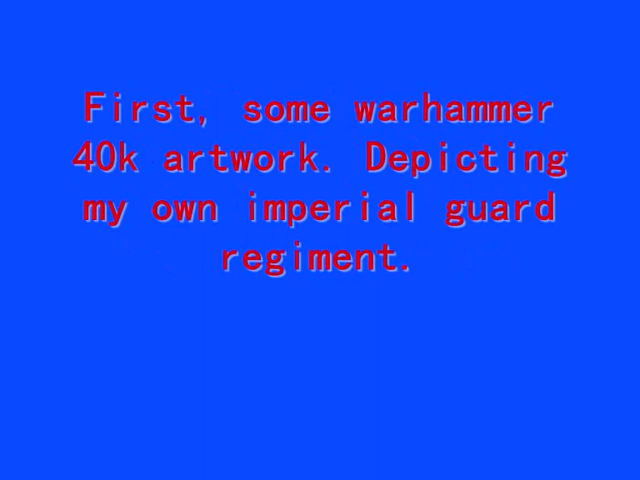 First, some warhammer
40k artwork. Depicting
my own imperial guard
regiment.